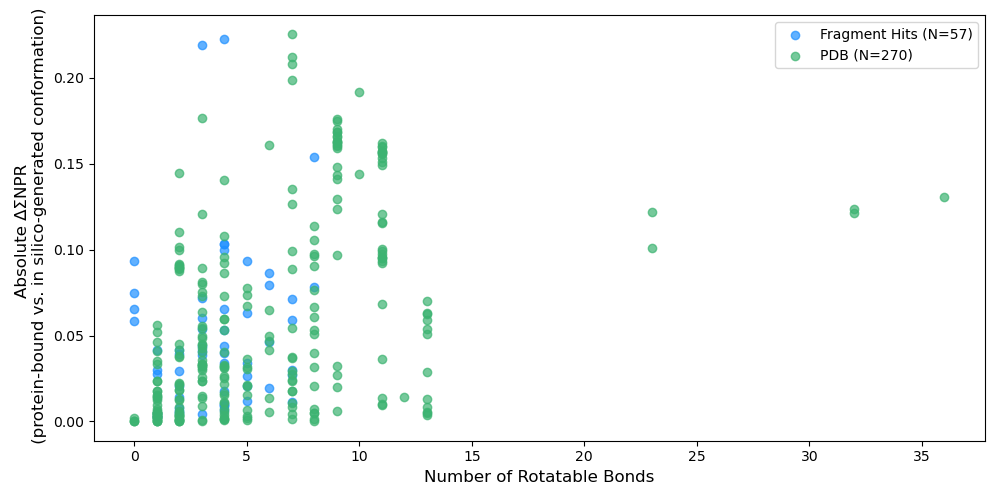 Fragment Hits (N=57)
PDB (N=270)
Absolute ΔΣNPR
(protein-bound vs. in silico-generated conformation)
0.20
0.15
0.10
0.05
0.00
0 5 10 15 20 25 30 35
Number of Rotatable Bonds